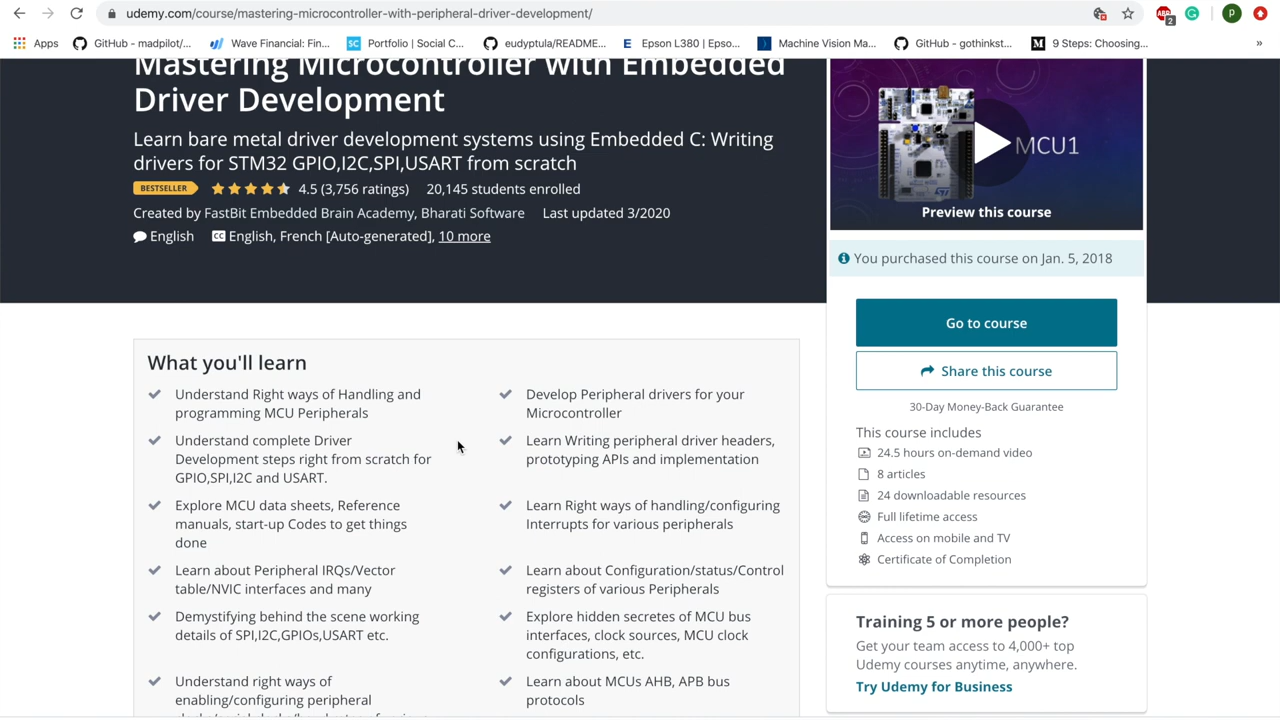 udemy.com/course/mastering-microcontroller-with-peripheral-driver-development/
ABP
2
P
Apps
GitHub - madpilot/...
Wave Financial: Fin...
SC Portfolio | Social C...
eudyptula/README...
E Epson L380 | Epso...
Machine Vision Ma...
GitHub - gothinkst...
M 9 Steps: Choosing...
»
Mastering Microcontroller with Embedded
Driver Development
Learn bare metal driver development systems using Embedded C: Writing
drivers for STM32 GPIO,I2C,SPI,USART from scratch
BESTSELLER 4.5 (3,756 ratings) 20,145 students enrolled
Created by FastBit Embedded Brain Academy, Bharati Software Last updated 3/2020
English CC English, French [Auto-generated], 10 more
MCU1
Preview this course
You purchased this course on Jan. 5, 2018
Go to course
Share this course
30-Day Money-Back Guarantee
This course includes
24.5 hours on-demand video
8 articles
24 downloadable resources
Full lifetime access
Access on mobile and TV
Certificate of Completion
Training 5 or more people?
Get your team access to 4,000+ top
Udemy courses anytime, anywhere.
Try Udemy for Business
What you'll learn
Understand Right ways of Handling and
programming MCU Peripherals
Understand complete Driver
Development steps right from scratch for
GPIO,SPI,I2C and USART.
Explore MCU data sheets, Reference
manuals, start-up Codes to get things
done
Learn about Peripheral IRQs/Vector
table/NVIC interfaces and many
Demystifying behind the scene working
details of SPI,I2C,GPIOs,USART etc.
Understand right ways of
enabling/configuring peripheral
Develop Peripheral drivers for your
Microcontroller
Learn Writing peripheral driver headers,
prototyping APIs and implementation
Learn Right ways of handling/configuring
Interrupts for various peripherals
Learn about Configuration/status/Control
registers of various Peripherals
Explore hidden secretes of MCU bus
interfaces, clock sources, MCU clock
configurations, etc.
Learn about MCUs AHB, APB bus
protocols